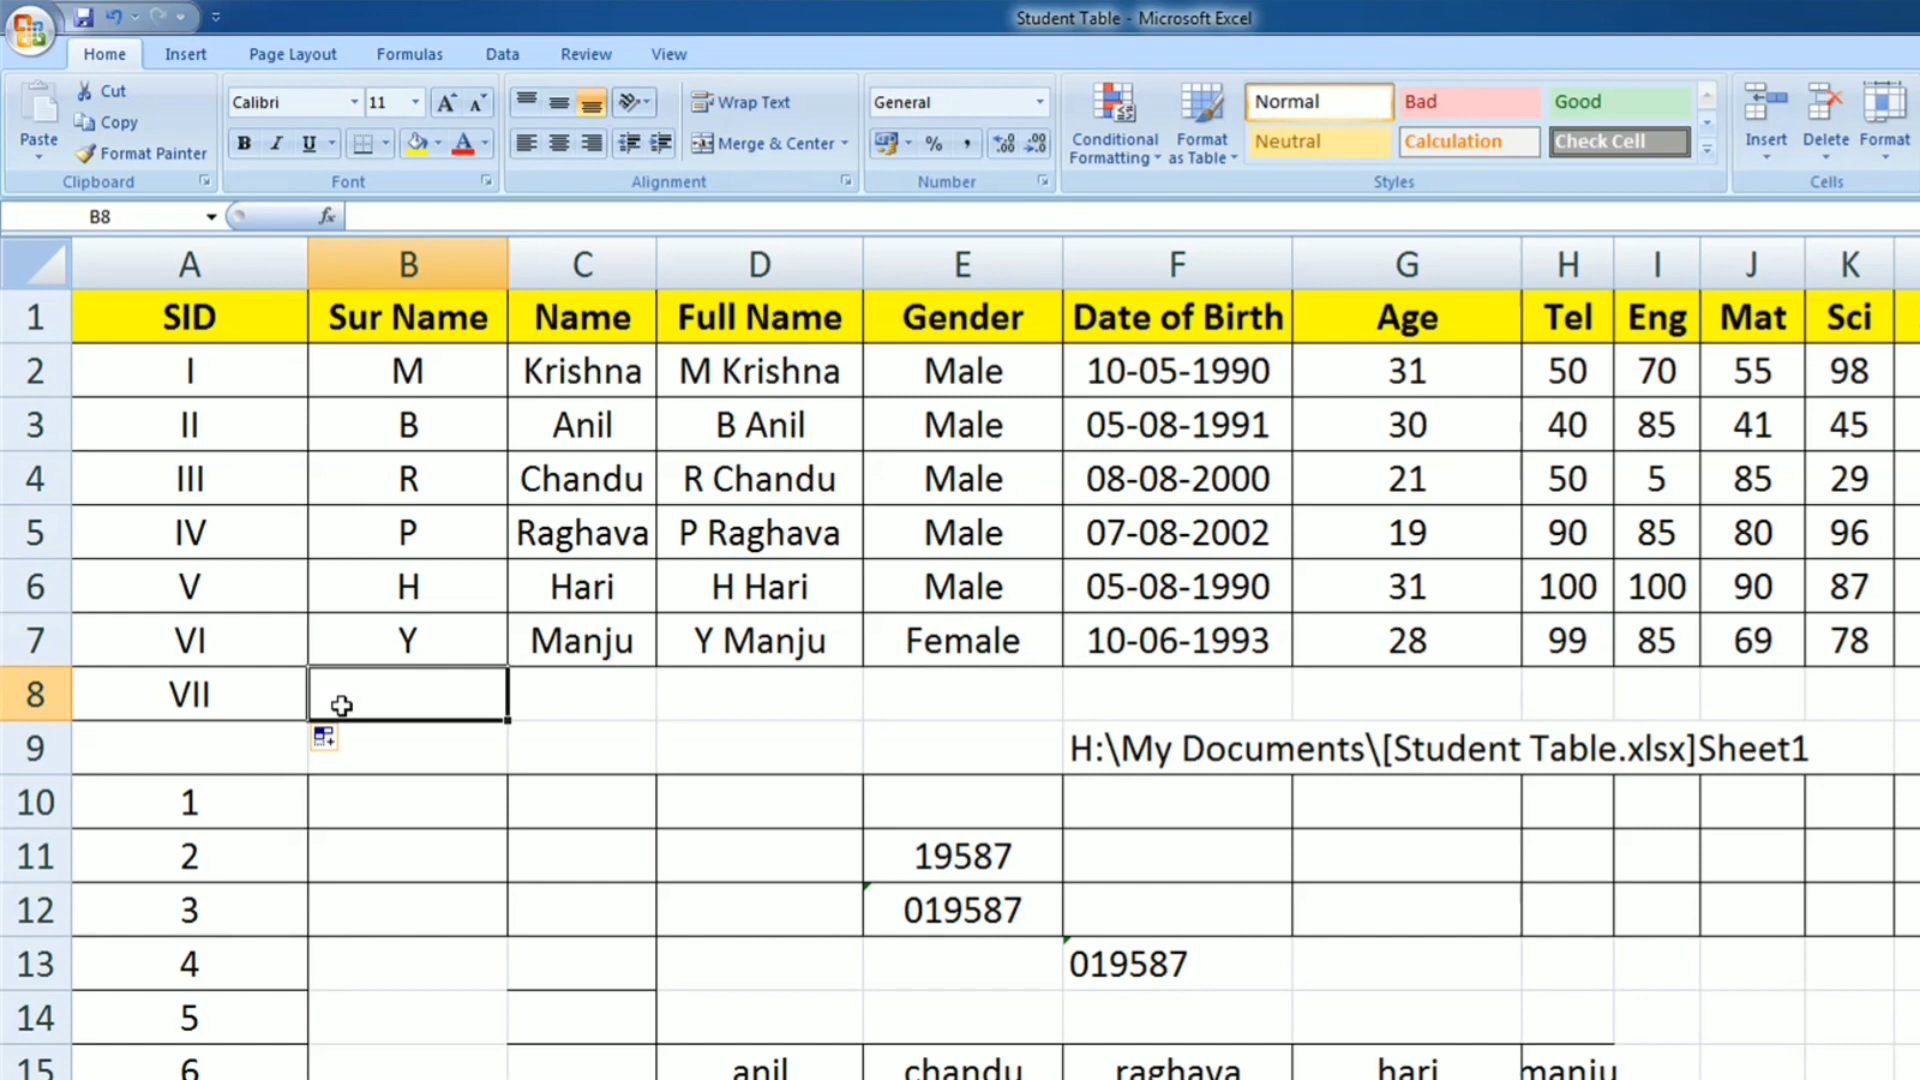 Student Table - Microsoft Excel
Home Insert Page Layout Formulas Data Review View
Paste Cut Copy Format Painter
Clipboard
Calibri 11 A A
B I U A
Font
Wrap Text
Merge & Center
Alignment
General
% , .0 .00 .00 .0
Number
Conditional Formatting Format as Table
Normal Bad Good
Neutral Calculation Check Cell
Styles
Insert Delete Format
Cells
B8 fx
A B C D E F G H I J K
1 SID Sur Name Name Full Name Gender Date of Birth Age Tel Eng Mat Sci
2 I M Krishna M Krishna Male 10-05-1990 31 50 70 55 98
3 II B Anil B Anil Male 05-08-1991 30 40 85 41 45
4 III R Chandu R Chandu Male 08-08-2000 21 50 5 85 29
5 IV P Raghava P Raghava Male 07-08-2002 19 90 85 80 96
6 V H Hari H Hari Male 05-08-1990 31 100 100 90 87
7 VI Y Manju Y Manju Female 10-06-1993 28 99 85 69 78
8 VII
9 H:\My Documents\[Student Table.xlsx]Sheet1
10 1
11 2 19587
12 3 019587
13 4 019587
14 5
15 6 anil chandu raghava hari manju